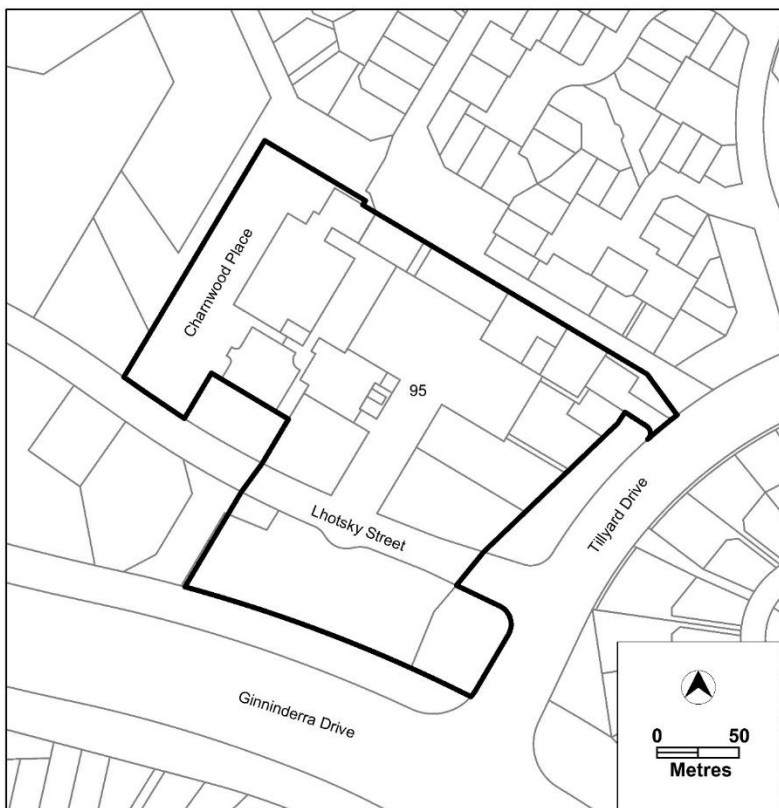 Charnwood Place
95
Lhotsky Street
Tillyard Drive
Ginninderra Drive
0 50
Metres